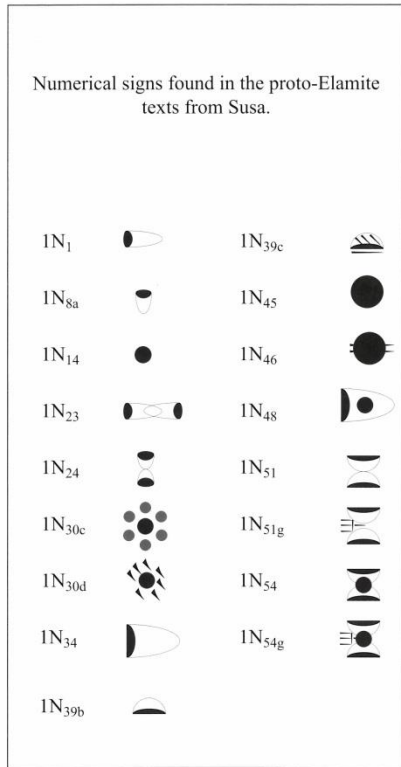 Numerical signs found in the proto-Elamite
texts from Susa.
1N1
1N8a
1N14
1N23
1N24
1N30c
1N30d
1N34
1N39b
1N39c
1N45
1N46
1N48
1N51
1N51g
1N54
1N54g